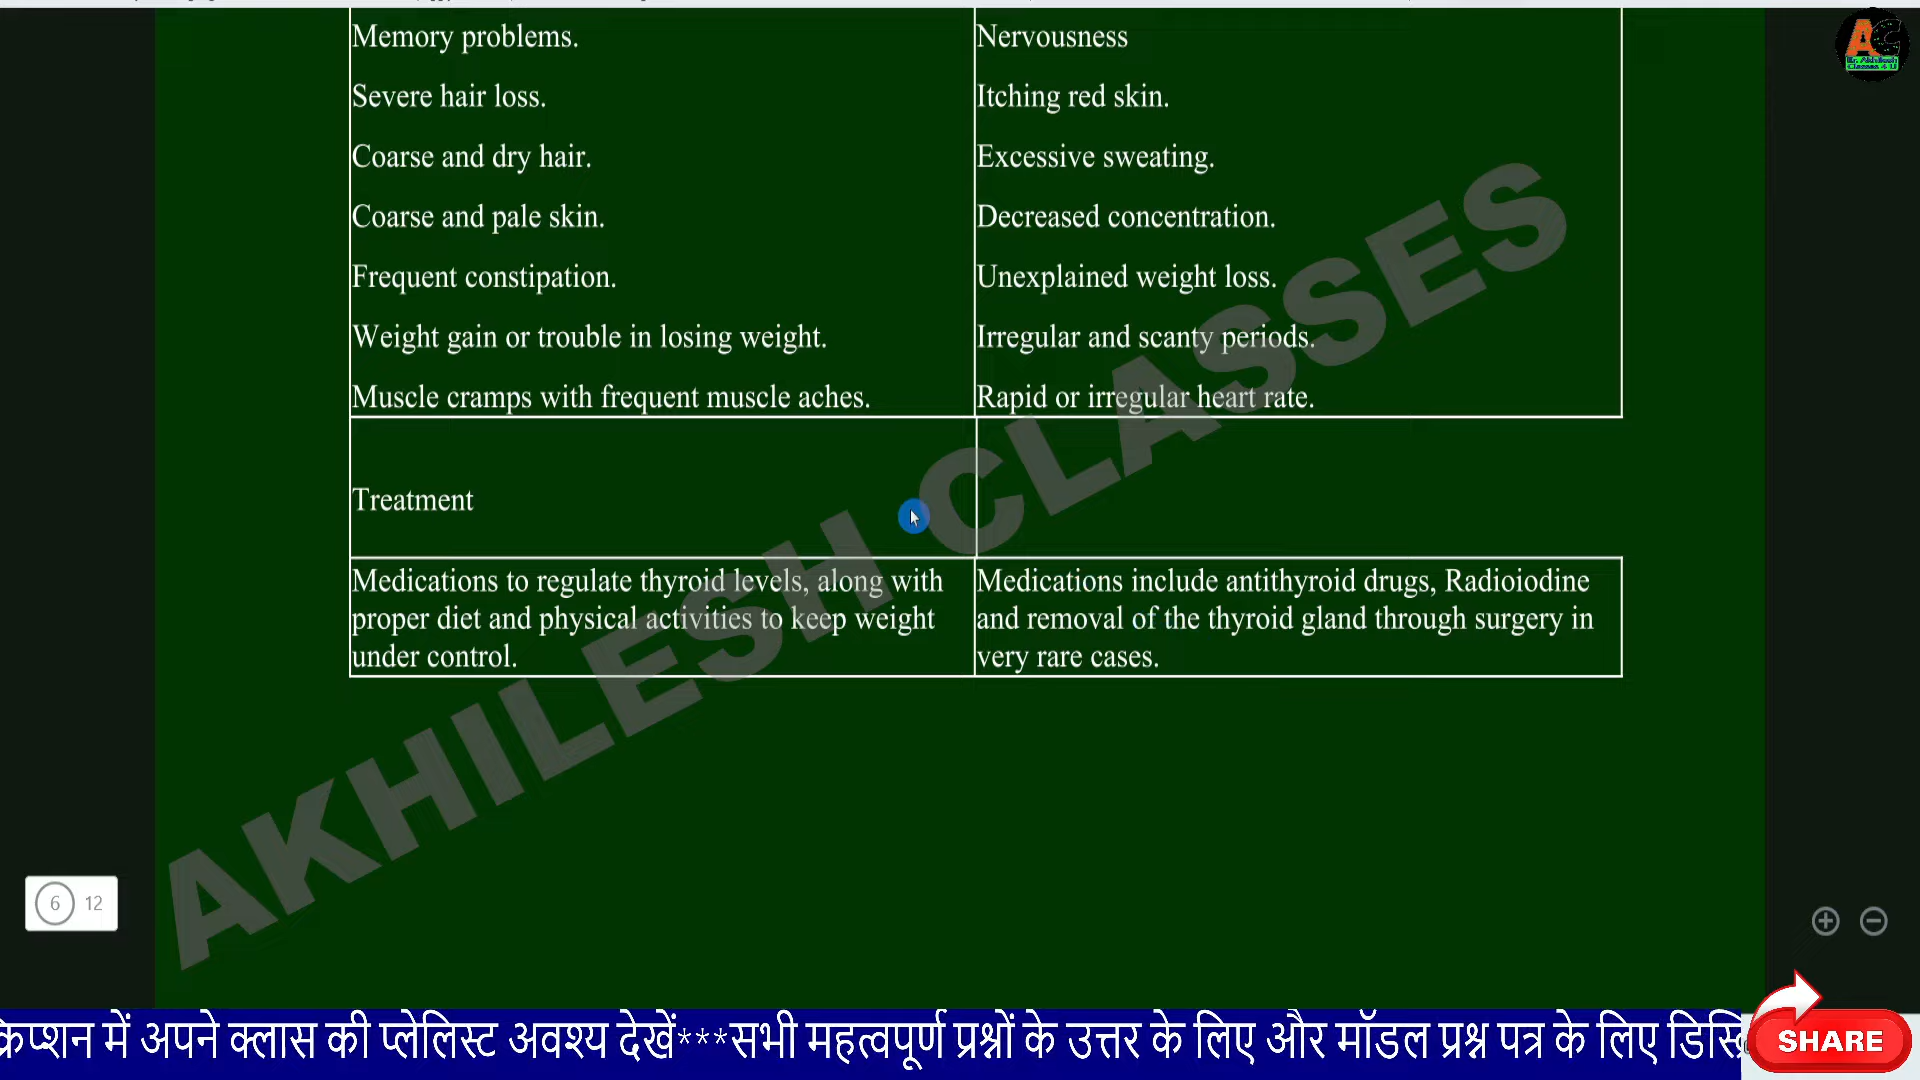 Memory problems.
Nervousness
Severe hair loss.
Itching red skin.
Coarse and dry hair.
Excessive sweating.
Coarse and pale skin.
Decreased concentration.
Frequent constipation.
Unexplained weight loss.
Weight gain or trouble in losing weight.
Irregular and scanty periods.
Muscle cramps with frequent muscle aches.
Rapid or irregular heart rate.
Treatment
Medications to regulate thyroid levels, along with
proper diet and physical activities to keep weight
under control.
Medications include antithyroid drugs, Radioiodine
and removal of the thyroid gland through surgery in
very rare cases.
AKHILESH CLASSES
6 12
में अपने क्लास की प्लेलिस्ट अवश्य देखें***सभी महत्वपूर्ण प्रश्नों के उत्तर के लिए और मॉडल प्रश्न पत्र के लिए
SHARE